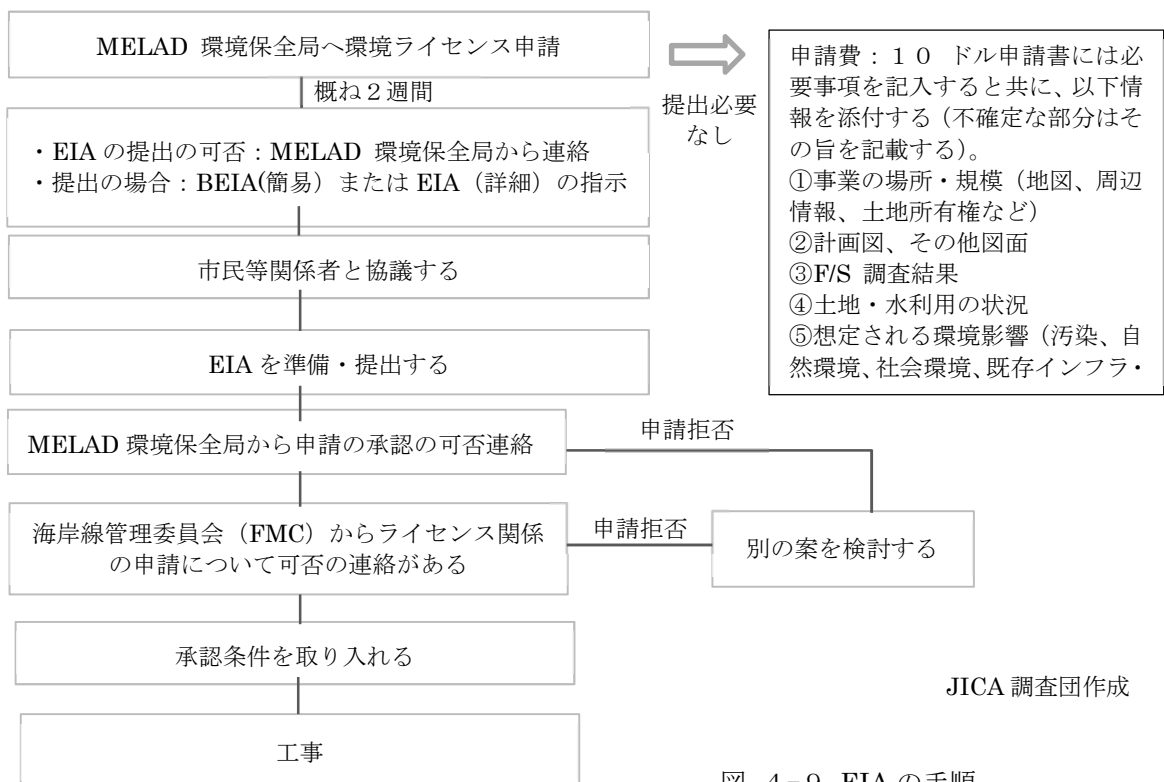 MELAD 環境保全局へ環境ライセンス申請
概ね２週間
・EIA の提出の可否：MELAD 環境保全局から連絡
・提出の場合：BEIA(簡易）または EIA（詳細）の指示
市民等関係者と協議する
EIA を準備・提出する
MELAD 環境保全局から申請の承認の可否連絡
海岸線管理委員会（FMC）からライセンス関係
の申請について可否の連絡がある
承認条件を取り入れる
工事
提出必要
なし
申請費：１０ ドル申請書には必
要事項を記入すると共に、以下情
報を添付する（不確定な部分はそ
の旨を記載する）。
①事業の場所・規模（地図、周辺
情報、土地所有権など）
②計画図、その他図面
③F/S 調査結果
④土地・水利用の状況
⑤想定される環境影響（汚染、自
然環境、社会環境、既存インフラ・
申請拒否
申請拒否
別の案を検討する
JICA 調査団作成
図 4-9 EIA の手順